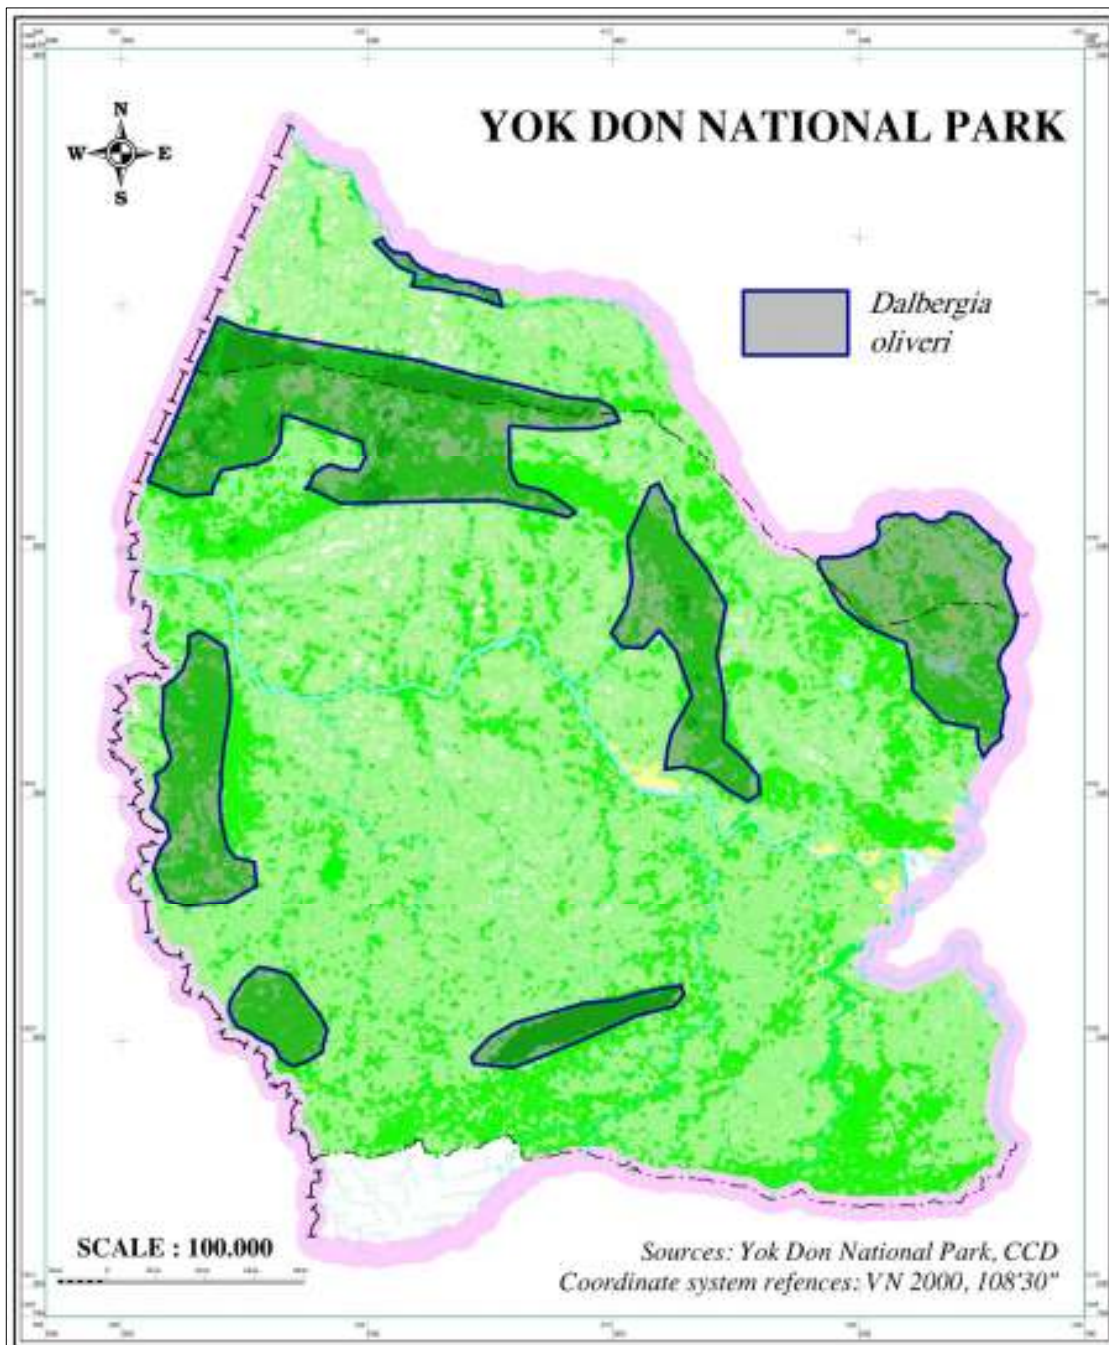 N
YOK DON NATIONAL PARK
W E
S
Dalbergia
oliveri
SCALE : 100.000
Sources: Yok Don National Park, CCD
Coordinate system refences: VN 2000, 108'30"